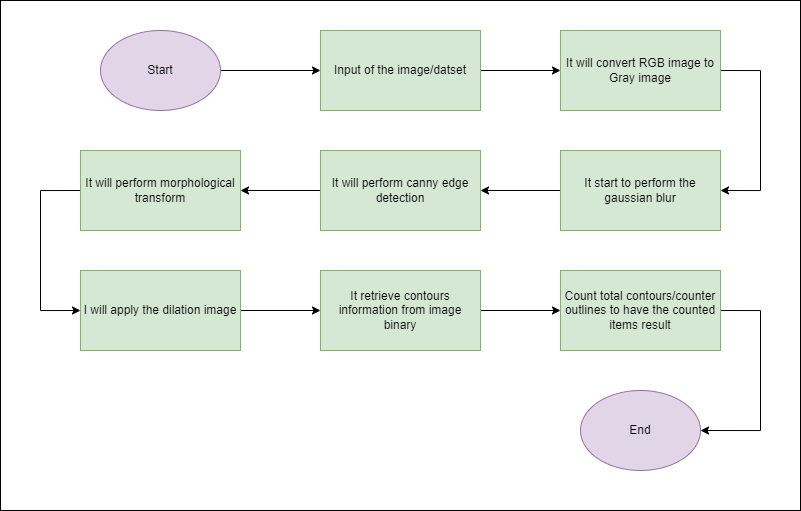 Start
Input of the image/datset
It will convert RGB image to
Gray image
It start to perform the
gaussian blur
It will perform canny edge
detection
It will perform morphological
transform
I will apply the dilation image
It retrieve contours
information from image
binary
Count total contours/counter
outlines to have the counted
items result
End